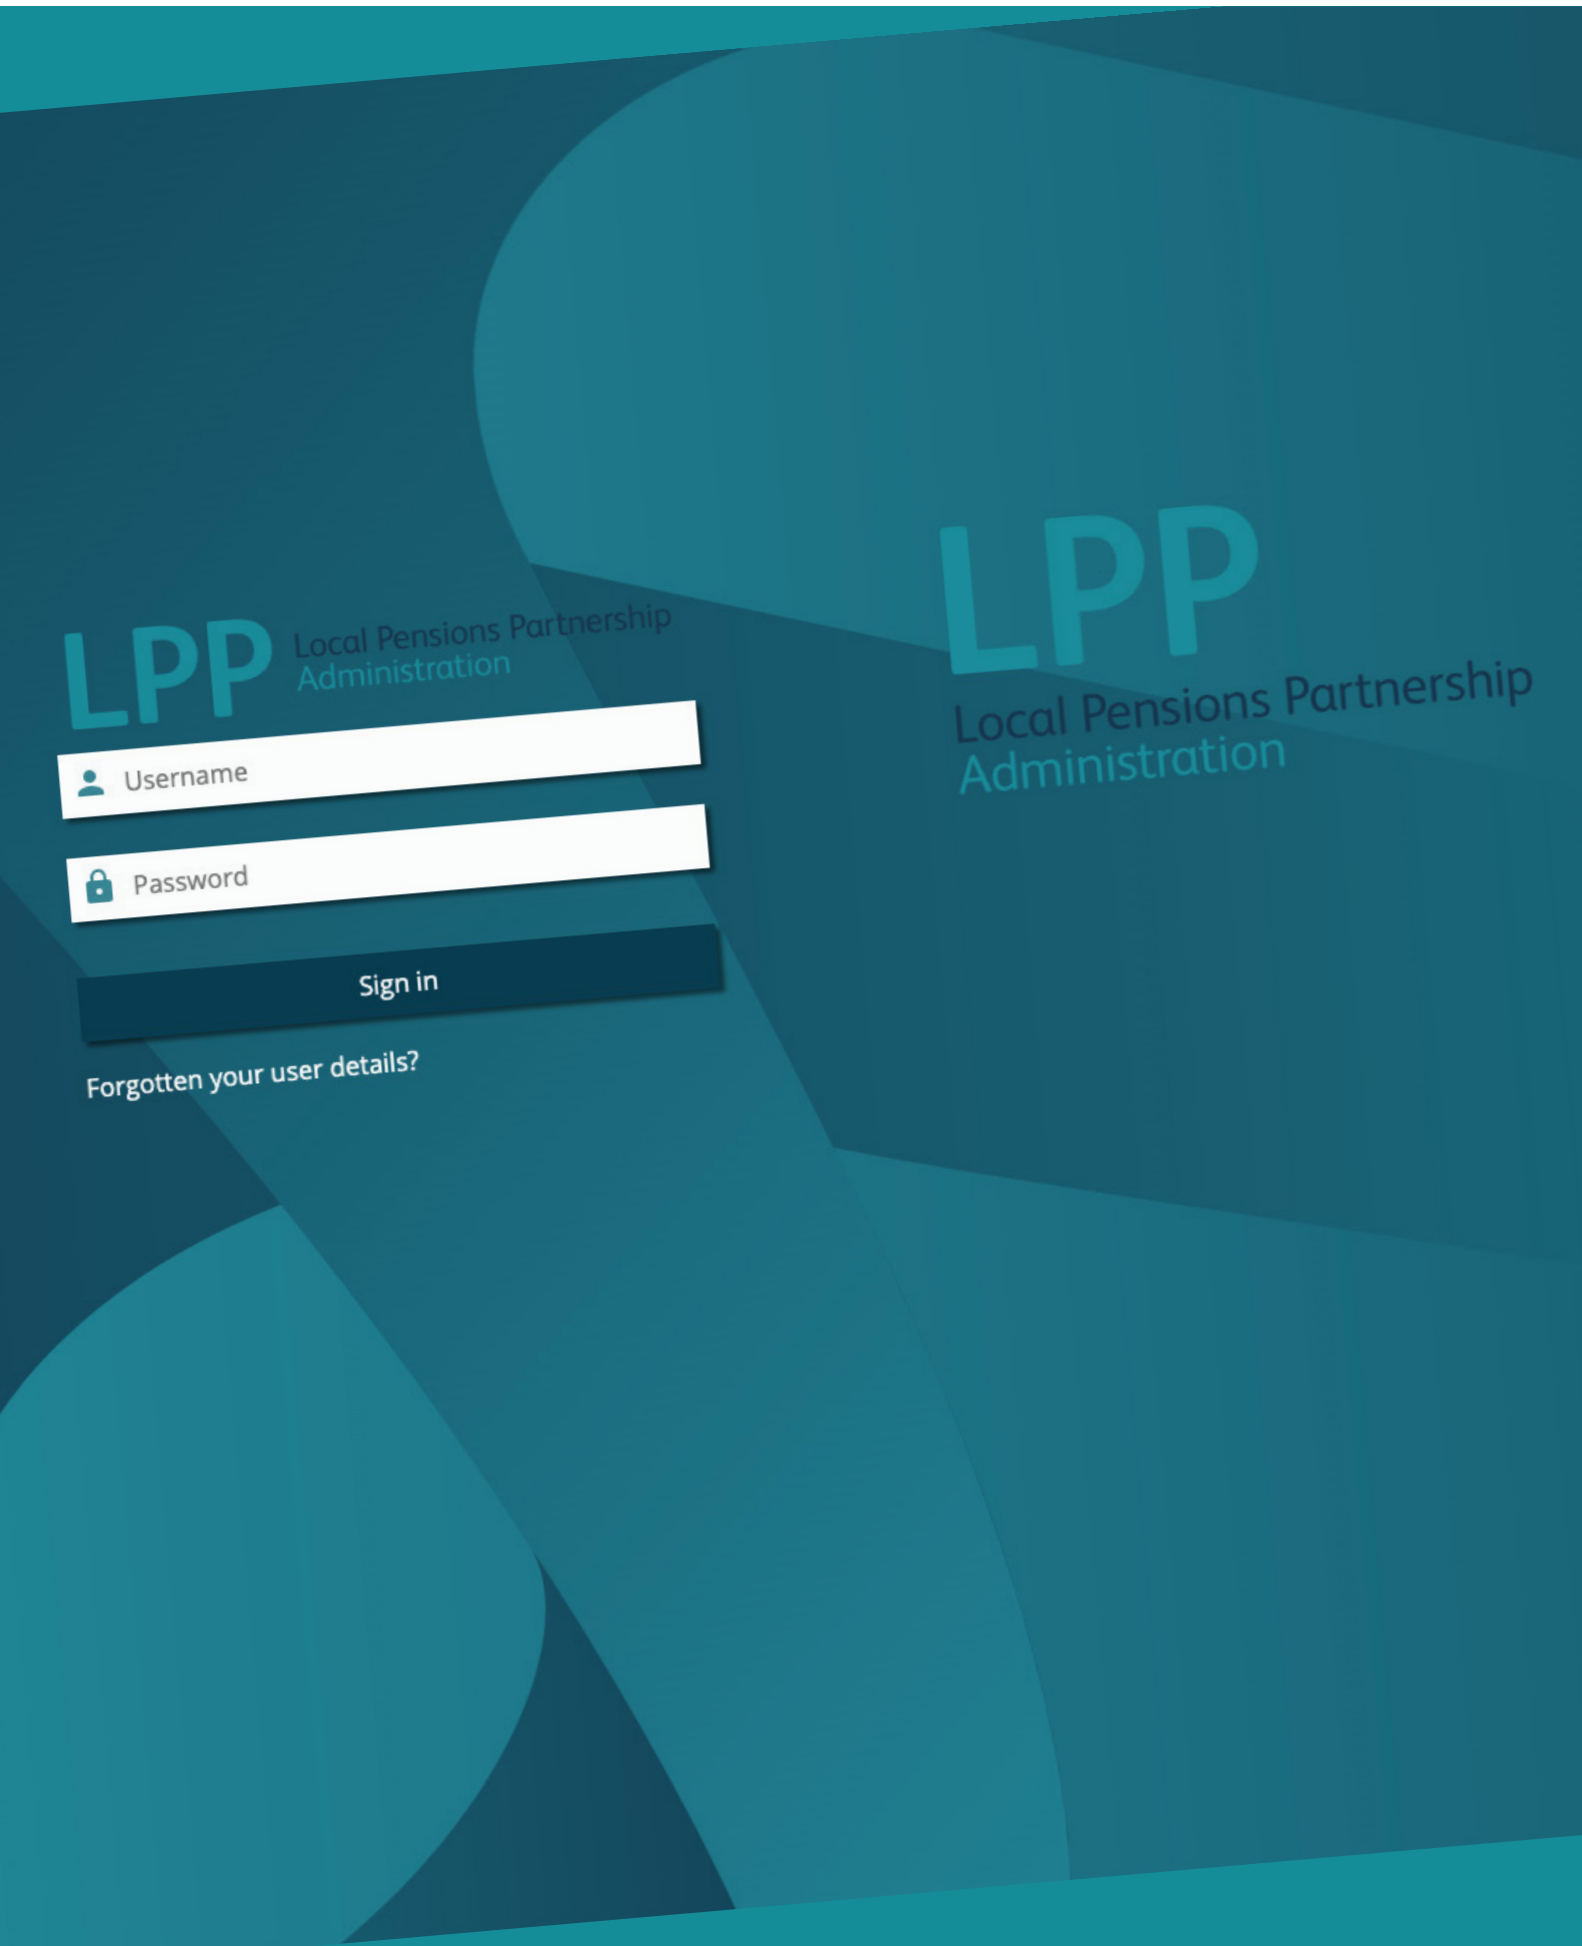 LPP
Local Pensions Partnership
Administration
Username
Password
Sign in
Forgotten your user details?
LPP
Local Pensions Partnership
Administration